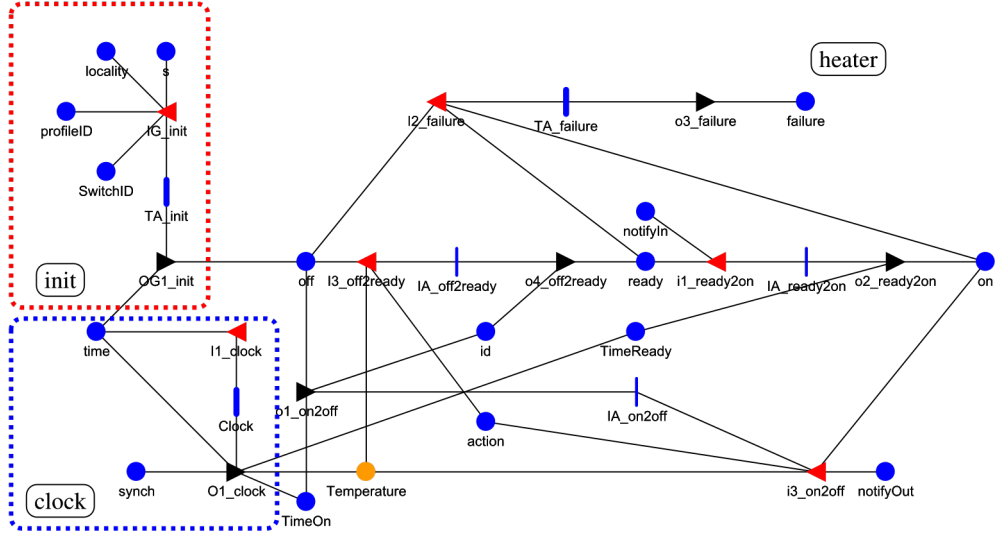 heater
locality
s
profileID
IG_init
SwitchID
TA_init
init
OG1_init
I2_failure
TA_failure
o3_failure
failure
notifyIn
off
I3_off2ready
IA_off2ready
o4_off2ready
ready
i1_ready2on
IA_ready2on
o2_ready2on
on
time
I1_clock
id
TimeReady
Clock
o1_on2off
IA_on2off
action
clock
synch
O1_clock
Temperature
i3_on2off
notifyOut
TimeOn